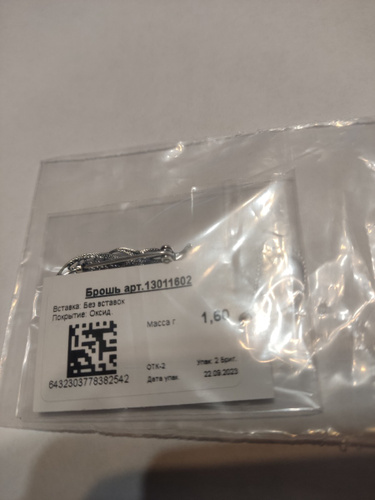 Брошь арт.13011602
Вставка: Без вставок
Покрытие: Оксид
Масса г 1,60
6432303778382542
ОТК-2 Упак: 2 Бриг.
Дата упак. 22.09.2023